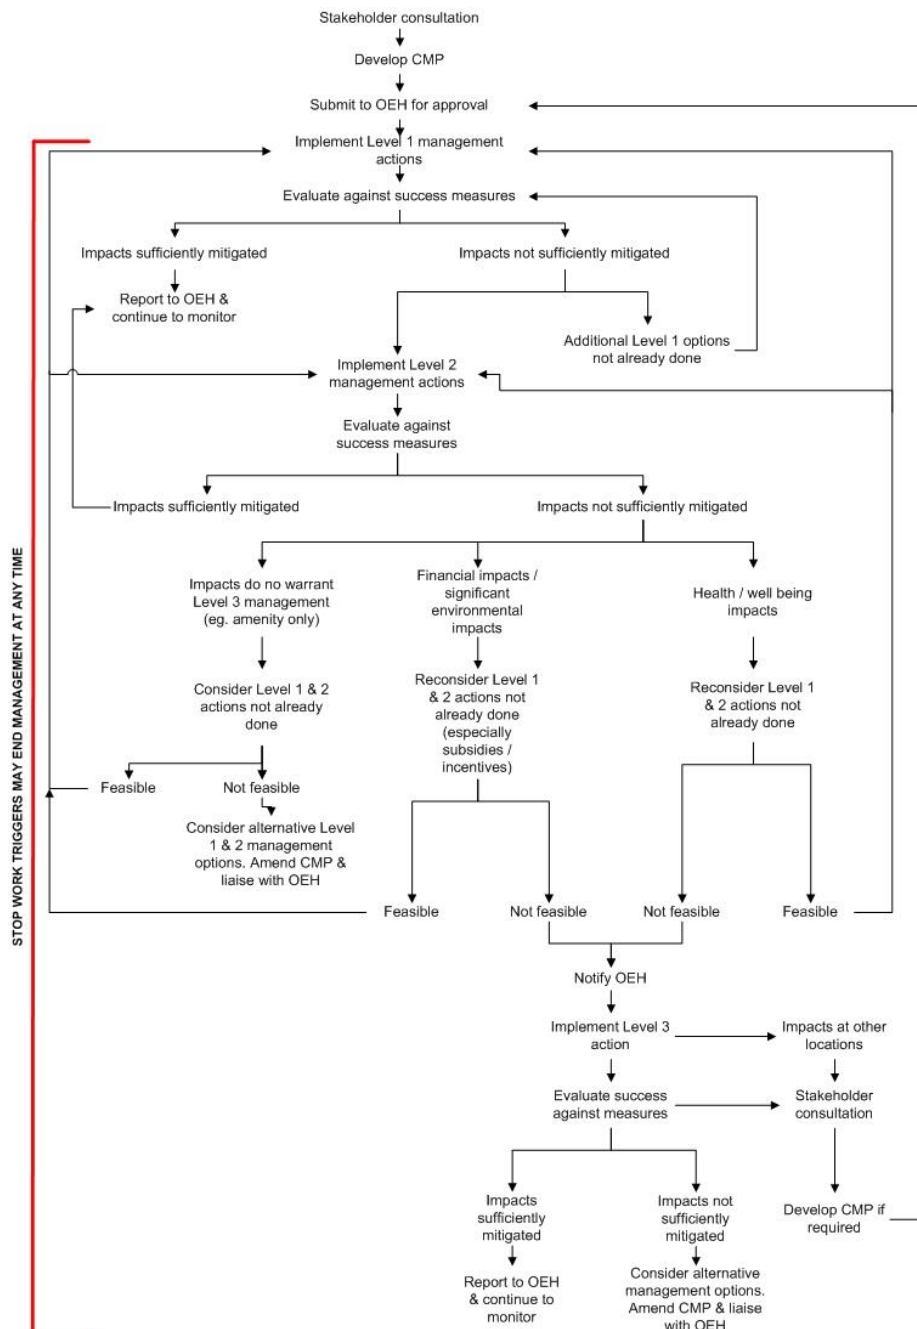 Stakeholder consultation
Develop CMP
Submit to OEH for approval
Implement Level 1 management
actions
Evaluate against success measures
Impacts sufficiently mitigated
Impacts not sufficiently mitigated
Report to OEH &
continue to monitor
Additional Level 1 options
not already done
Implement Level 2
management actions
Evaluate against
success measures
Impacts sufficiently mitigated
Impacts not sufficiently mitigated
Impacts do no warrant
Level 3 management
(eg. amenity only)
Financial impacts /
significant
environmental
impacts
Health / well being
impacts
Consider Level 1 & 2
actions not already
done
Reconsider Level 1
& 2 actions not
already done
(especially
subsidies /
incentives)
Reconsider Level 1
& 2 actions not
already done
Feasible
Not feasible
Consider alternative Level
1 & 2 management
options. Amend CMP &
liaise with OEH
Feasible
Not feasible
Not feasible
Feasible
Notify OEH
Implement Level 3
action
Impacts at other
locations
Evaluate success
against measures
Stakeholder
consultation
Impacts
sufficiently
mitigated
Impacts not
sufficiently
mitigated
Develop CMP if
required
Report to OEH
& continue to
monitor
Consider alternative
management options.
Amend CMP & liaise
with OEH
STOP WORK TRIGGERS MAY END MANAGEMENT AT ANY TIME